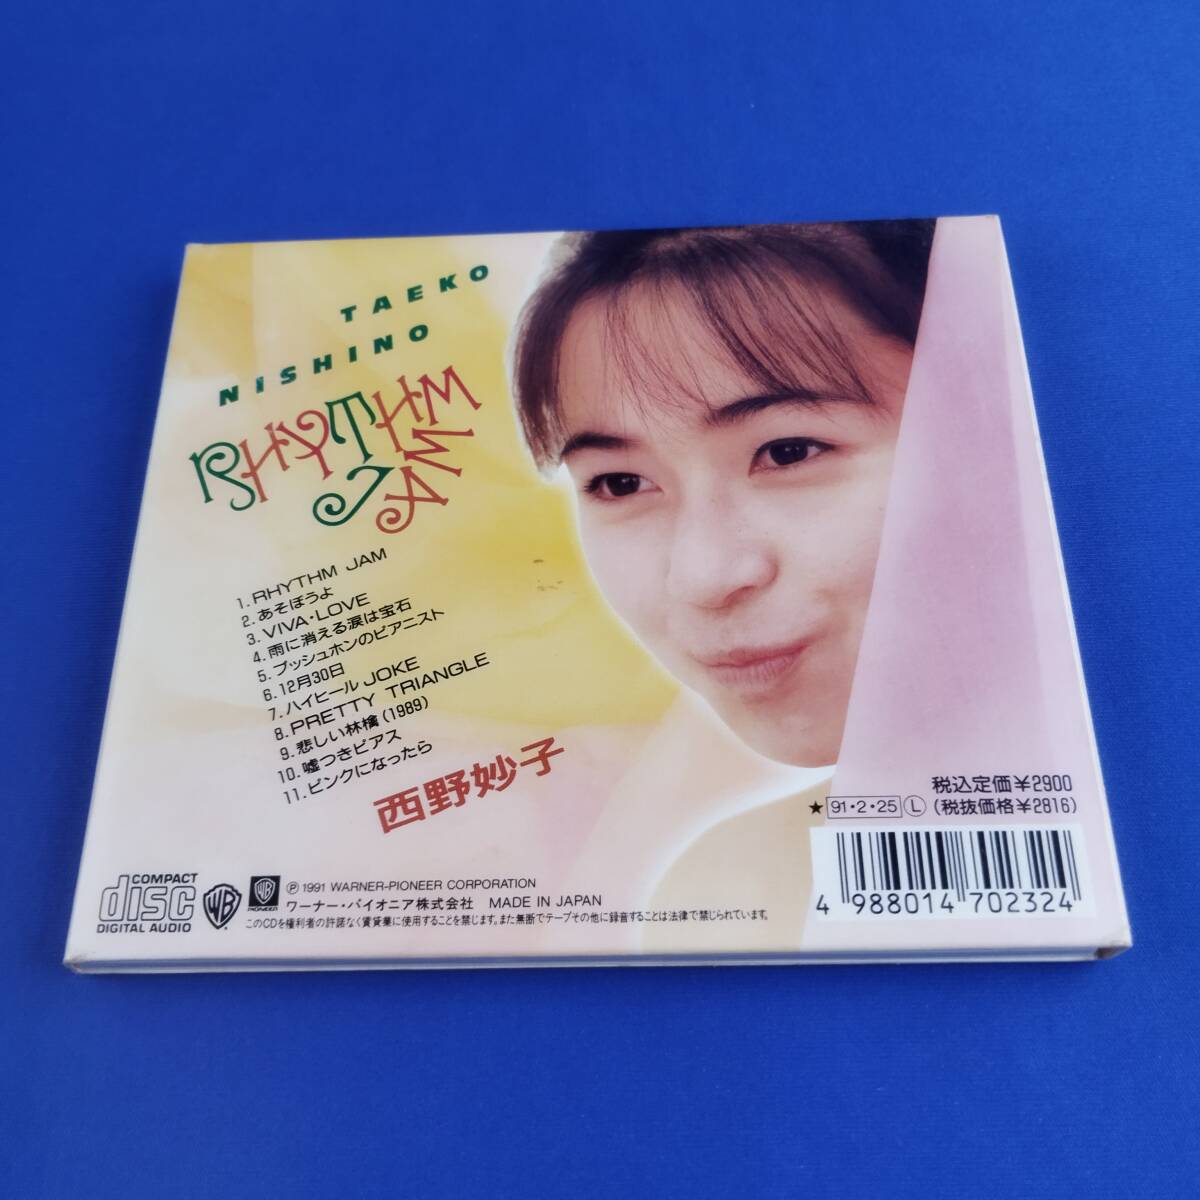 TAEKO
NISHINO
RHYTHM
JAM
1. RHYTHM JAM
2. あそぼうよ
3. VIVA・LOVE
4. 雨に消える涙は宝石
5. プッシュホンのピアニスト
6. 12月30日
7. ハイヒールJOKE
8. PRETTY TRIANGLE
9. 悲しい林檎(1989)
10. 嘘つきピアス
11. ピンクになったら
西野妙子
税込定価¥2900
★ 91・2・25 Ⓛ (税抜価格¥2816)
4 988014 702324
COMPACT
disc
DIGITAL AUDIO
PIONEER
Ⓟ 1991 WARNER-PIONEER CORPORATION
ワーナー・パイオニア株式会社 MADE IN JAPAN
このCDを権利者の許諾なく賃貸業に使用することを禁じます。また無断でテープその他に録音することは法律で禁じられています。